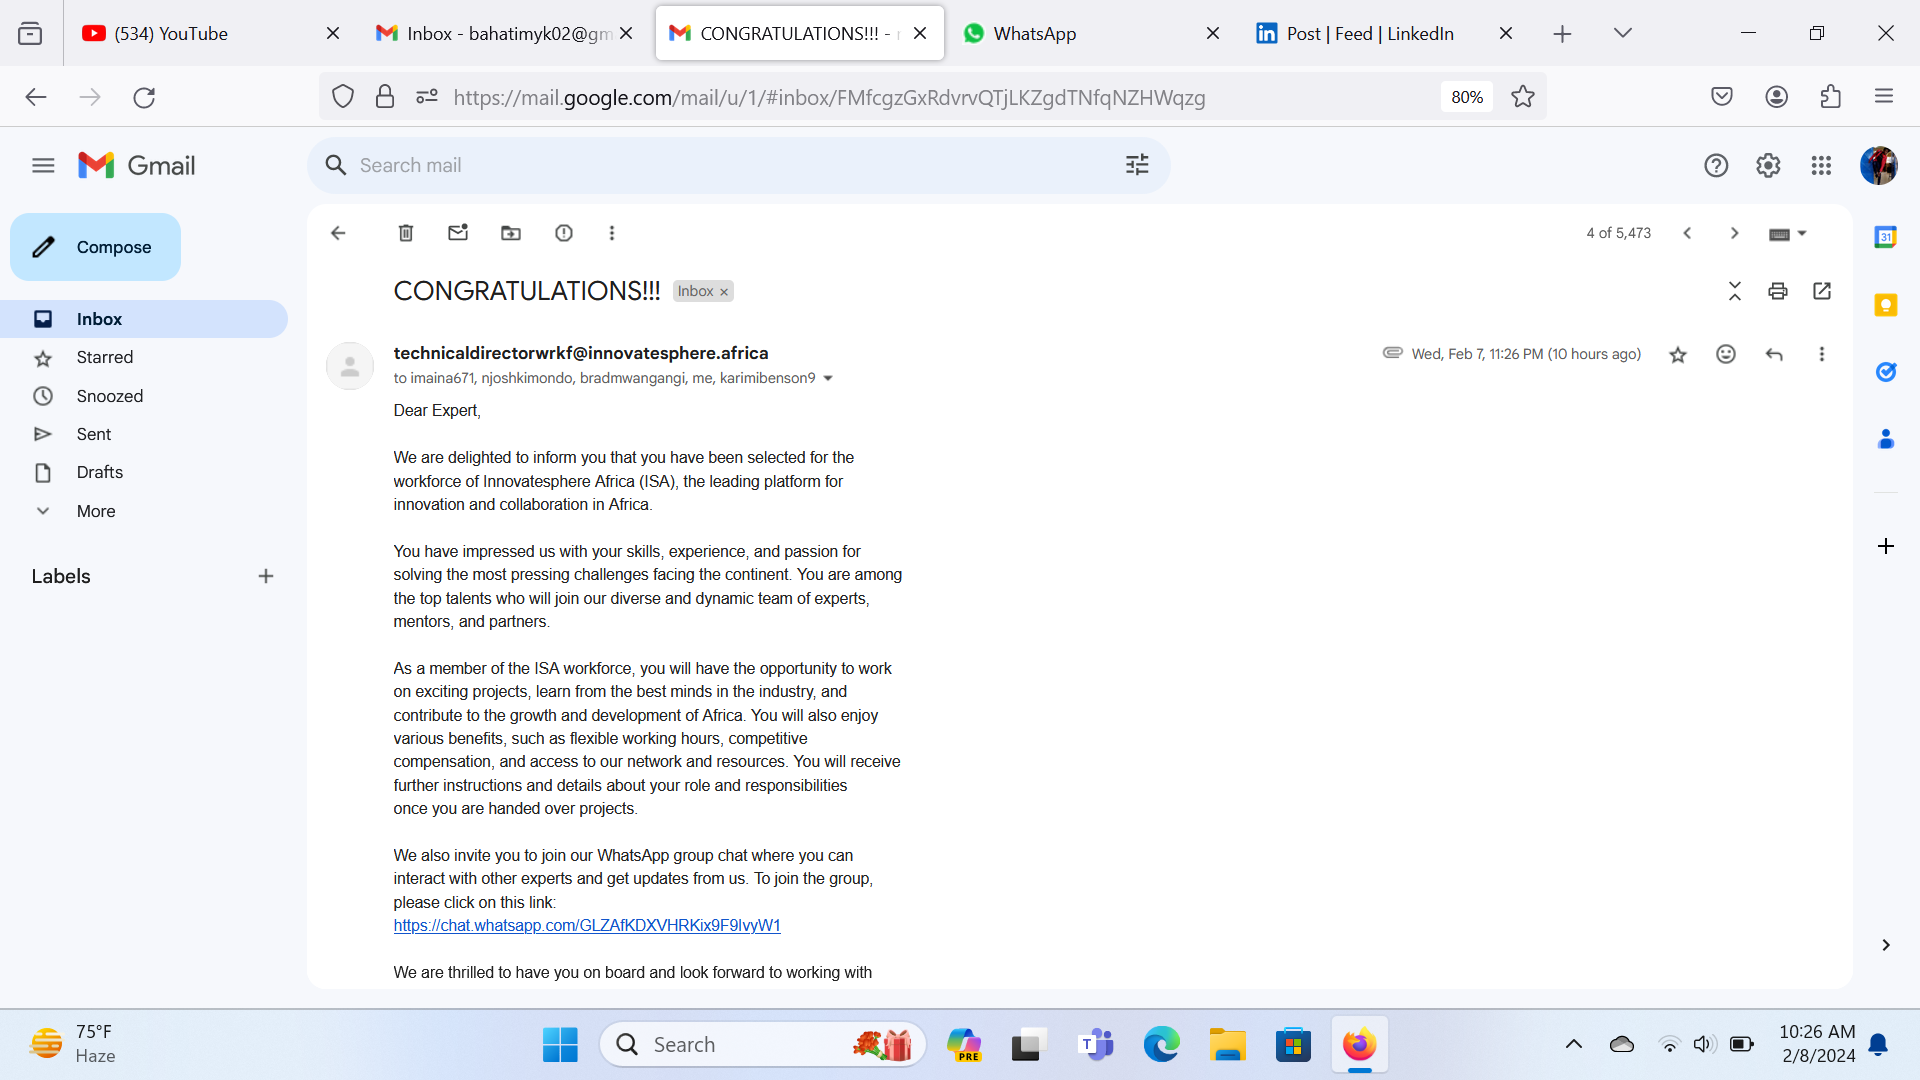 (534) YouTube
Inbox - bahatimyk02@gm
CONGRATULATIONS!!! -
WhatsApp
Post | Feed | LinkedIn
https://mail.google.com/mail/u/1/#inbox/FMfcgzGxRdvrvQTjLKZgdTNfqNZHWqzg
80%
Gmail
Search mail
Compose
4 of 5,473
CONGRATULATIONS!!!
Inbox ×
Inbox
Starred
Snoozed
Sent
Drafts
More
Labels
technicaldirectorwrkf@innovatesphere.africa
Wed, Feb 7, 11:26 PM (10 hours ago)
to imaina671, njoshkimondo, bradmwangangi, me, karimibenson9
Dear Expert,
We are delighted to inform you that you have been selected for the
workforce of Innovatesphere Africa (ISA), the leading platform for
innovation and collaboration in Africa.
You have impressed us with your skills, experience, and passion for
solving the most pressing challenges facing the continent. You are among
the top talents who will join our diverse and dynamic team of experts,
mentors, and partners.
As a member of the ISA workforce, you will have the opportunity to work
on exciting projects, learn from the best minds in the industry, and
contribute to the growth and development of Africa. You will also enjoy
various benefits, such as flexible working hours, competitive
compensation, and access to our network and resources. You will receive
further instructions and details about your role and responsibilities
once you are handed over projects.
We also invite you to join our WhatsApp group chat where you can
interact with other experts and get updates from us. To join the group,
please click on this link:
https://chat.whatsapp.com/GLZAfKDXVHRKix9F9IvyW1
We are thrilled to have you on board and look forward to working with
31
75°F
Haze
Search
PRE
10:26 AM
2/8/2024